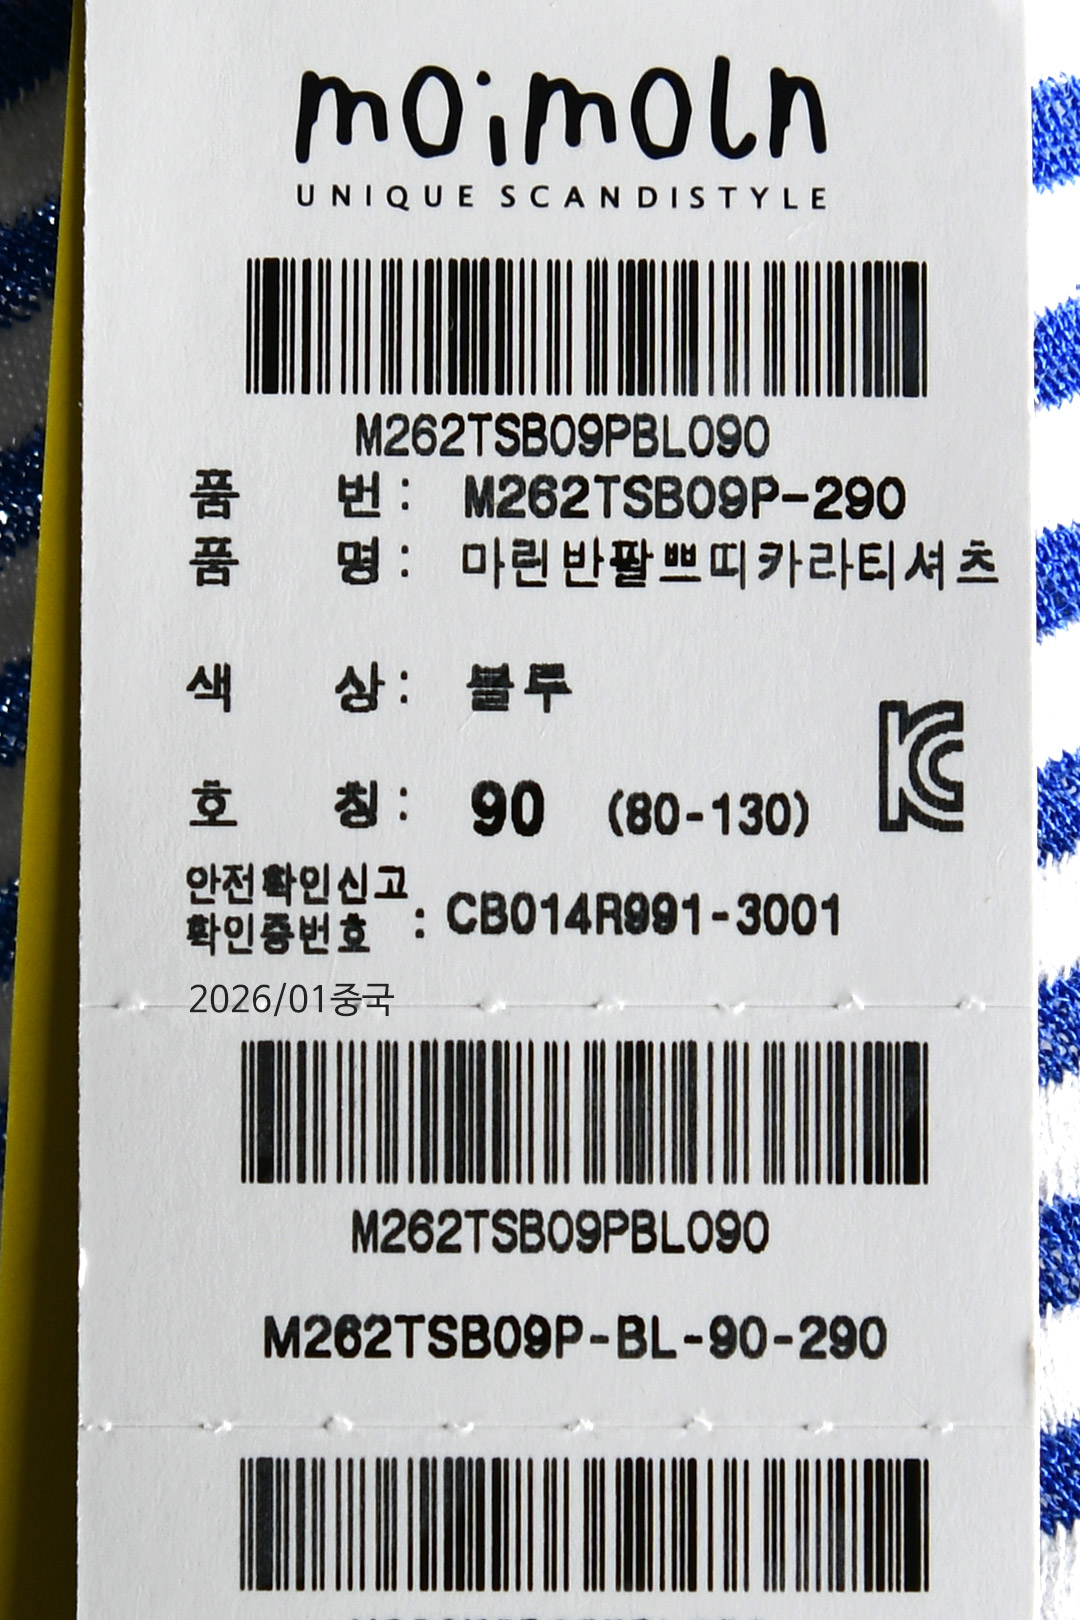 moimoln
UNIQUE SCANDISTYLE
M262TSB09PBL090
품 번 : M262TSB09P-290
품 명 : 마린반팔쁘띠카라티셔츠
색 상 : 블루
호 칭 : 90 (80-130)
안전확인신고
확인증번호 : CB014R991-3001
2026/01중국
M262TSB09PBL090
M262TSB09P-BL-90-290